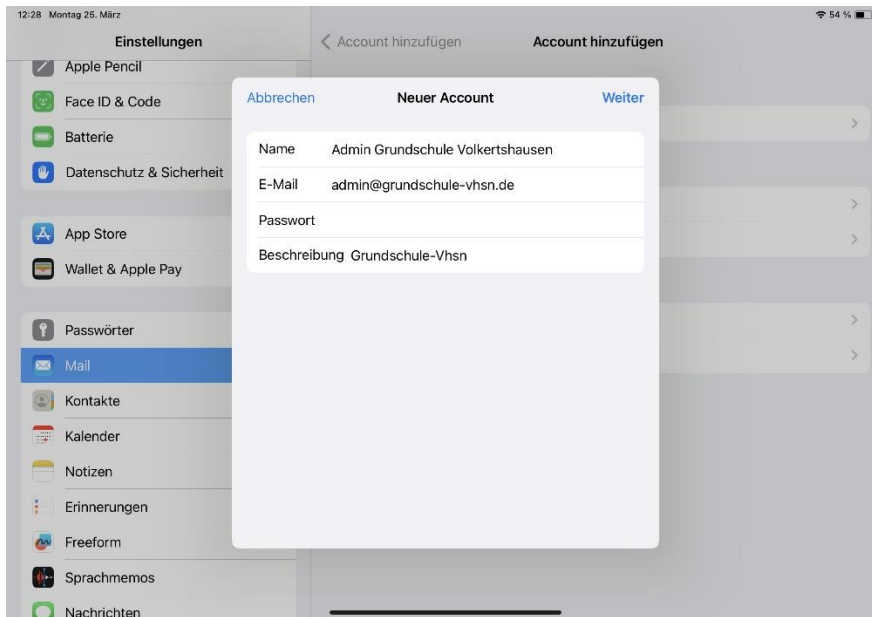 12:28 Montag 25. März
54 %
Einstellungen
Apple Pencil
Face ID & Code
Batterie
Datenschutz & Sicherheit
App Store
Wallet & Apple Pay
Passwörter
Mail
Kontakte
Kalender
Notizen
Erinnerungen
Freeform
Sprachmemos
Nachrichten
Account hinzufügen
Account hinzufügen
Abbrechen
Neuer Account
Weiter
Name Admin Grundschule Volkertshausen
E-Mail admin@grundschule-vhsn.de
Passwort
Beschreibung Grundschule-Vhsn